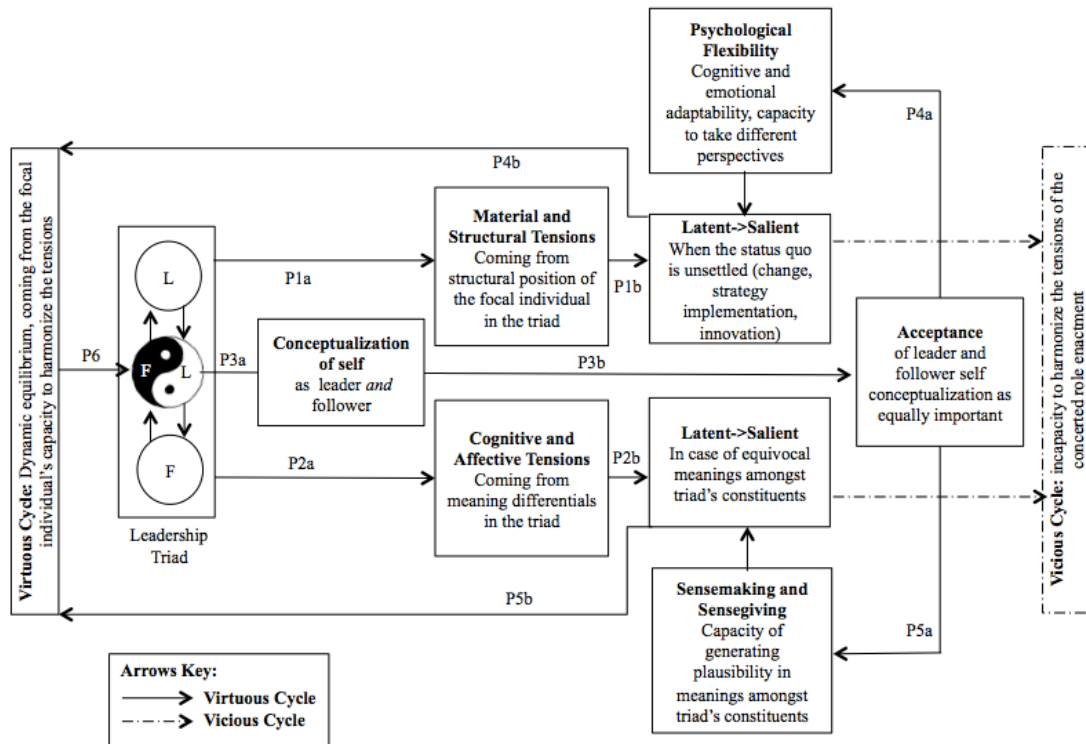 Psychological
Flexibility
Cognitive and
emotional
adaptability, capacity
to take different
perspectives
P4a
P4b
Virtuous Cycle: Dynamic equilibrium, coming from the focal
individual's capacity to harmonize the tensions
P6
L
F
L
F
Leadership
Triad
P1a
Material and
Structural Tensions
Coming from
structural position of
the focal individual
in the triad
P1b
Latent->Salient
When the status quo
is unsettled (change,
strategy
implementation,
innovation)
P3a
Conceptualization
of self
as leader and
follower
P3b
Acceptance
of leader and
follower self
conceptualization as
equally important
P2a
Cognitive and
Affective Tensions
Coming from
meaning differentials
in the triad
P2b
Latent->Salient
In case of equivocal
meanings amongst
triad's constituents
Vicious Cycle: incapacity to harmonize the tensions of the
concerted role enactment
P5b
P5a
Sensemaking and
Sensegiving
Capacity of
generating
plausibility in
meanings amongst
triad's constituents
Arrows Key:
Virtuous Cycle
Vicious Cycle